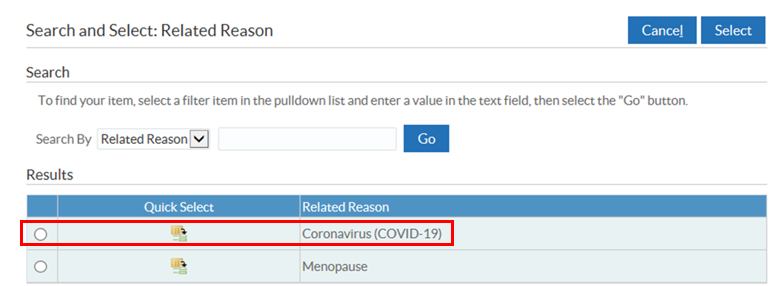 Search and Select: Related Reason
Cancel Select
Search
To find your item, select a filter item in the pulldown list and enter a value in the text field, then select the "Go" button.
Search By Related Reason Go
Results
Quick Select Related Reason
Coronavirus (COVID-19)
Menopause